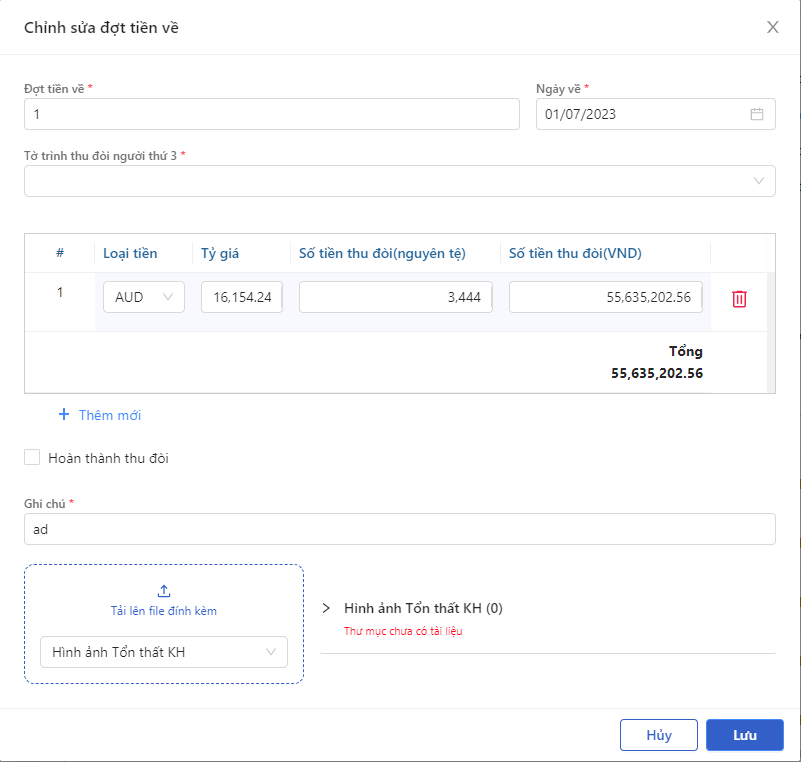 Chỉnh sửa đợt tiền về
Đợt tiền về *
Ngày về *
1
01/07/2023
Tờ trình thu đòi người thứ 3 *
# Loại tiền Tỷ giá Số tiền thu đòi(nguyên tệ) Số tiền thu đòi(VND)
1 AUD 16,154.24 3,444 55,635,202.56
Tổng
55,635,202.56
+ Thêm mới
Hoàn thành thu đòi
Ghi chú *
ad
Tải lên file đính kèm
Hình ảnh Tổn thất KH
Hình ảnh Tổn thất KH (0)
Thư mục chưa có tài liệu
Hủy
Lưu